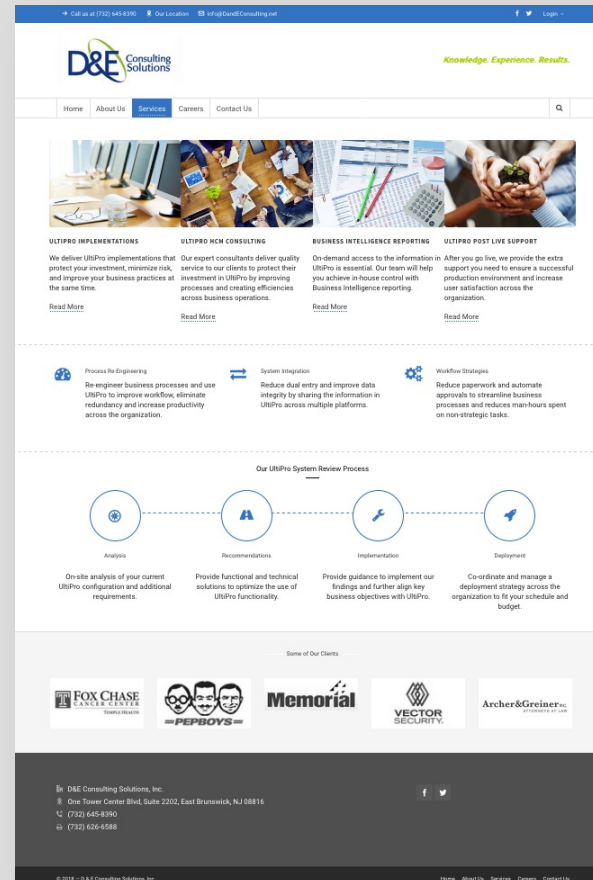 Call us at (732) 645-8390 Our Location info@DandEConsulting.net Login
D&E Consulting Solutions
Knowledge. Experience. Results.
Home About Us Services Careers Contact Us
ULTIPRO IMPLEMENTATIONS
We deliver UltiPro implementations that
protect your investment, minimize risk,
and improve your business practices at
the same time.
Read More
ULTIPRO HCM CONSULTING
Our expert consultants deliver quality
service to our clients to protect their
investment in UltiPro by improving
processes and creating efficiencies
across business operations.
Read More
BUSINESS INTELLIGENCE REPORTING
On-demand access to the information in
UltiPro is essential. Our team will help
you achieve in-house control with
Business Intelligence reporting.
Read More
ULTIPRO POST LIVE SUPPORT
After you go live, we provide the extra
support you need to ensure a successful
production environment and increase
user satisfaction across the
organization.
Read More
Process Re-Engineering
Re-engineer business processes and use
UltiPro to improve workflow, eliminate
redundancy and increase productivity
across the organization.
System Integration
Reduce dual entry and improve data
integrity by sharing the information in
UltiPro across multiple platforms.
Workflow Strategies
Reduce paperwork and automate
approvals to streamline business
processes and reduces man-hours spent
on non-strategic tasks.
Our UltiPro System Review Process
Analysis
On-site analysis of your current
UltiPro configuration and additional
requirements.
Recommendations
Provide functional and technical
solutions to optimize the use of
UltiPro functionality.
Implementation
Provide guidance to implement our
findings and further align key
business objectives with UltiPro.
Deployment
Co-ordinate and manage a
deployment strategy across the
organization to fit your schedule and
budget.
Some of Our Clients
FOX CHASE
CANCER CENTER
TEMPLE HEALTH
PEPBOYS
Memorial
VECTOR
SECURITY.
Archer&Greiner P.C.
ATTORNEYS AT LAW
D&E Consulting Solutions, Inc.
One Tower Center Blvd, Suite 2202, East Brunswick, NJ 08816
(732) 645-8390
(732) 626-6588
© 2018 – D & E Consulting Solutions, Inc.
Home About Us Services Careers Contact Us